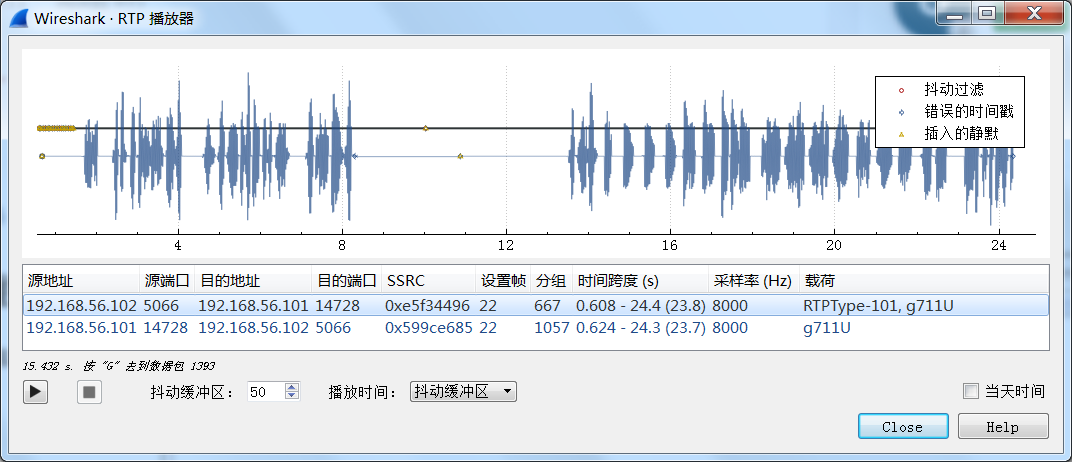 Wireshark · RTP 播放器
抖动过滤
错误的时间戳
插入的静默
4 8 12 16 20 24
源地址 源端口 目的地址 目的端口 SSRC 设置帧 分组 时间跨度 (s) 采样率 (Hz) 载荷
192.168.56.102 5066 192.168.56.101 14728 0xe5f34496 22 667 0.608 - 24.4 (23.8) 8000 RTPType-101, g711U
192.168.56.101 14728 192.168.56.102 5066 0x599ce685 22 1057 0.624 - 24.3 (23.7) 8000 g711U
15.432 s. 按 "G" 去到数据包 1393
抖动缓冲区： 50 播放时间： 抖动缓冲区 当天时间
Close Help